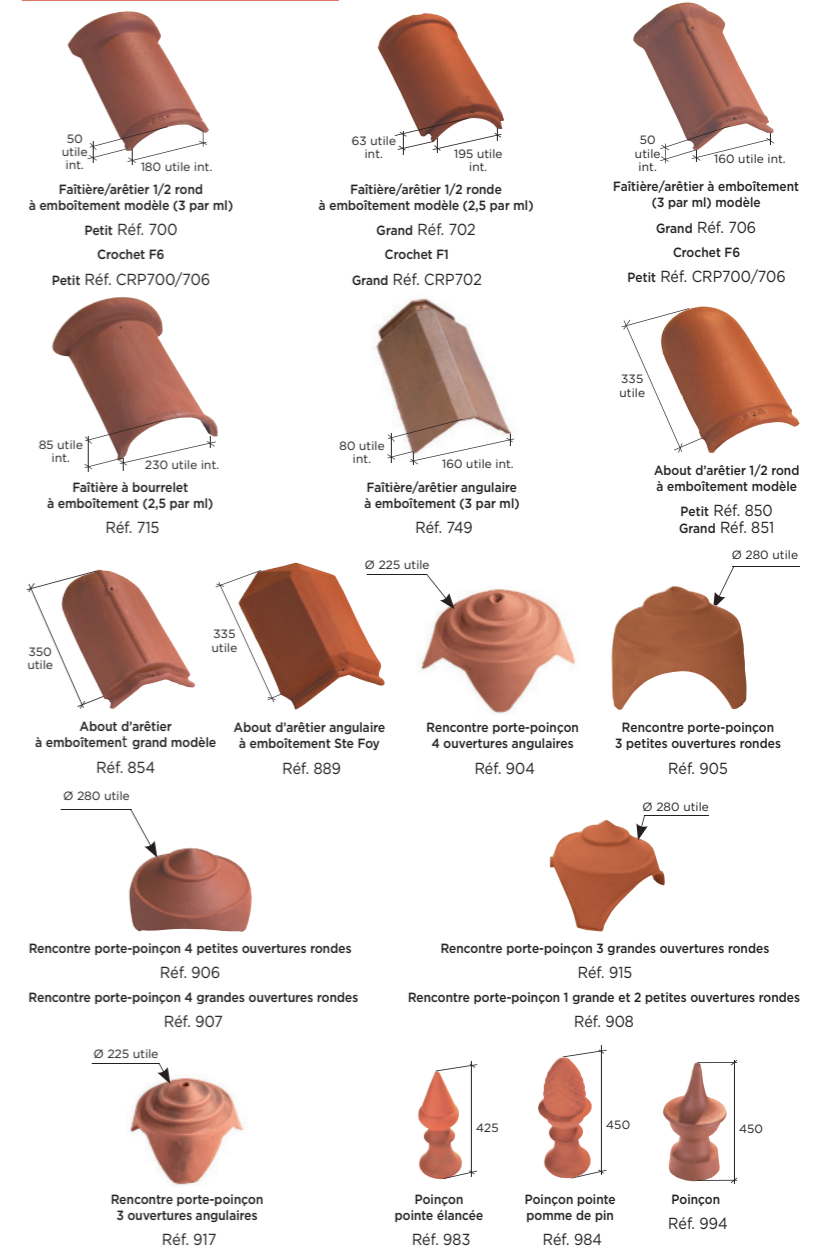 50
utile
int.
180 utile int.
Faîtière/arêtier 1/2 rond
à emboîtement modèle (3 par ml)
Petit Réf. 700
Crochet F6
Petit Réf. CRP700/706
63 utile
int.
195 utile
int.
Faîtière/arêtier 1/2 ronde
à emboîtement modèle (2,5 par ml)
Grand Réf. 702
Crochet F1
Grand Réf. CRP702
50
utile
int.
160 utile int.
Faîtière/arêtier à emboîtement
(3 par ml) modèle
Grand Réf. 706
Crochet F6
Petit Réf. CRP700/706
85 utile
int.
230 utile int.
Faîtière à bourrelet
à emboîtement (2,5 par ml)
Réf. 715
80 utile
int.
160 utile int.
Faîtière/arêtier angulaire
à emboîtement (3 par ml)
Réf. 749
335
utile
About d'arêtier 1/2 rond
à emboîtement modèle
Petit Réf. 850
Grand Réf. 851
350
utile
About d'arêtier
à emboîtement grand modèle
Réf. 854
335
utile
About d'arêtier angulaire
à emboîtement Ste Foy
Réf. 889
Ø 225 utile
Rencontre porte-poinçon
4 ouvertures angulaires
Réf. 904
Ø 280 utile
Rencontre porte-poinçon
3 petites ouvertures rondes
Réf. 905
Ø 280 utile
Rencontre porte-poinçon 4 petites ouvertures rondes
Réf. 906
Rencontre porte-poinçon 4 grandes ouvertures rondes
Réf. 907
Ø 280 utile
Rencontre porte-poinçon 3 grandes ouvertures rondes
Réf. 915
Rencontre porte-poinçon 1 grande et 2 petites ouvertures rondes
Réf. 908
Ø 225 utile
Rencontre porte-poinçon
3 ouvertures angulaires
Réf. 917
425
Poinçon
pointe élancée
Réf. 983
450
Poinçon pointe
pomme de pin
Réf. 984
450
Poinçon
Réf. 994